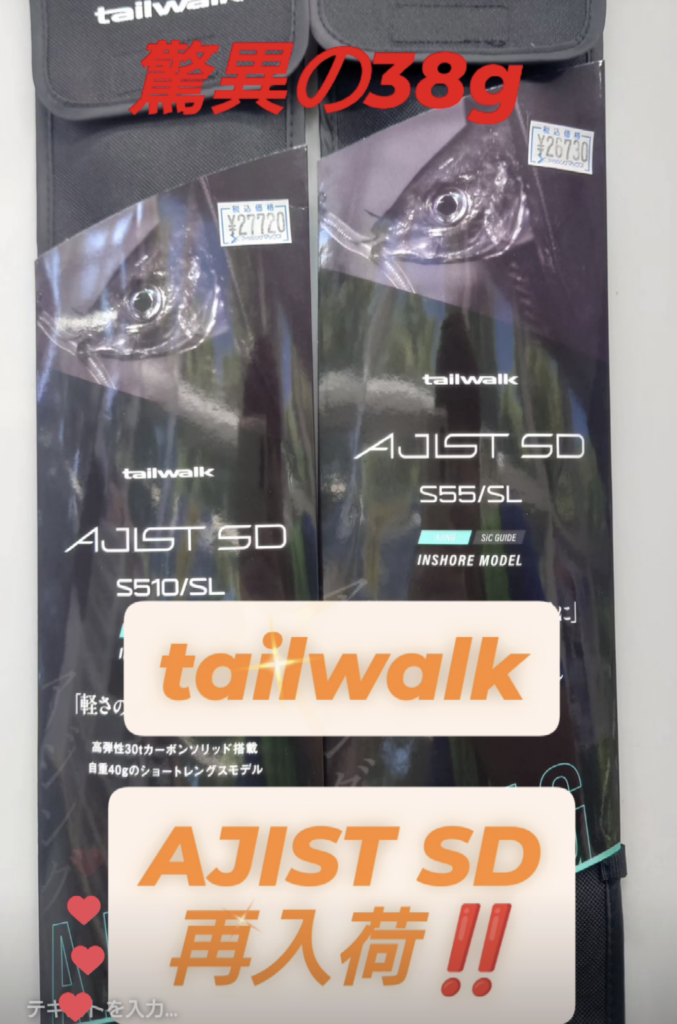 tailwalk
驚異の38g
税込価格
¥26730
税込価格
¥27720
tailwalk
AJIST SD
S55/SL
SiC GUIDE
INSHORE MODEL
tailwalk
AJIST SD
S510/SL
に」
tailwalk
「軽さの
高弾性30tカーボンソリッド搭載
自重40gのショートレングスモデル
AJIST SD
再入荷‼️
テキストを入力...